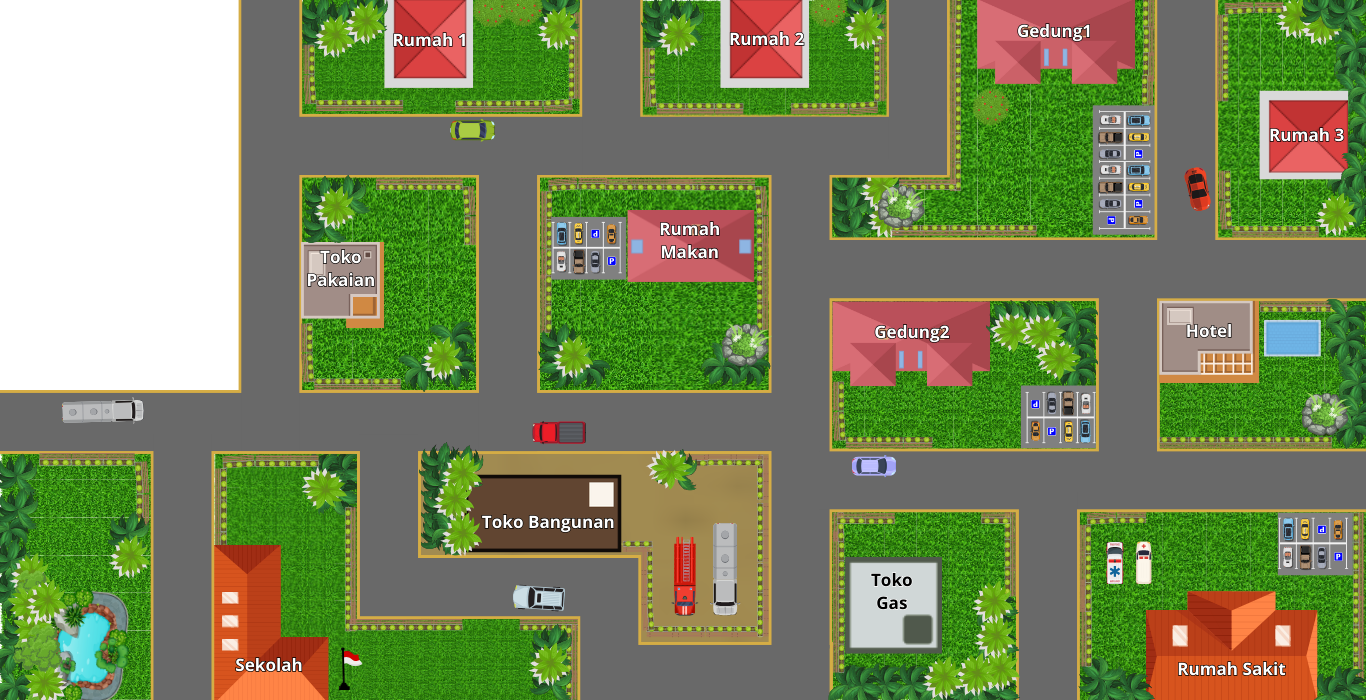 Rumah 1
Rumah 2
Gedung1
Rumah 3
Toko
Pakaian
Rumah
Makan
Gedung2
Hotel
Toko Bangunan
Toko
Gas
Sekolah
Rumah Sakit